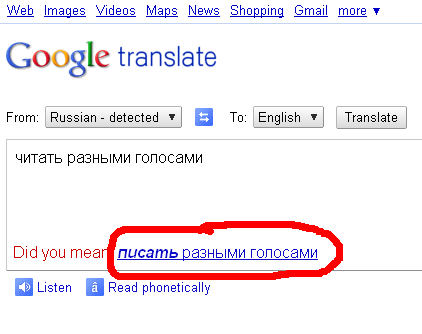 Web Images Videos Maps News Shopping Gmail more ▼
Google translate
From: Russian - detected ▼ To: English ▼ Translate
читать разными голосами
Did you mean: писать разными голосами
Listen â Read phonetically